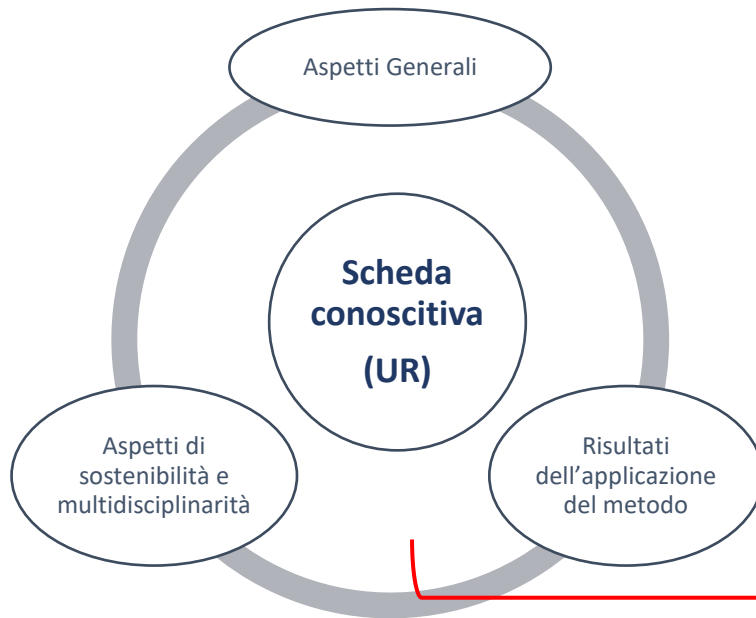 Aspetti Generali
Scheda
conoscitiva
(UR)
Aspetti di
sostenibilità e
multidisciplinarità
Risultati
dell’applicazione
del metodo